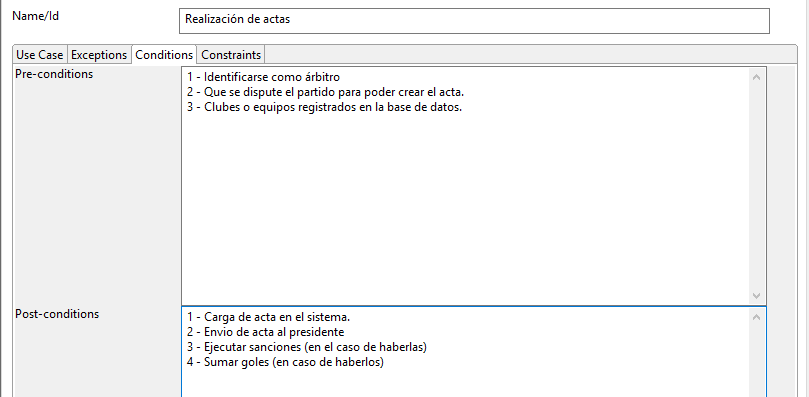 Name/Id
Realización de actas
Use Case Exceptions Conditions Constraints
Pre-conditions
1 - Identificarse como árbitro
2 - Que se dispute el partido para poder crear el acta.
3 - Clubes o equipos registrados en la base de datos.
Post-conditions
1 - Carga de acta en el sistema.
2 - Envio de acta al presidente
3 - Ejecutar sanciones (en el caso de haberlas)
4 - Sumar goles (en caso de haberlos)